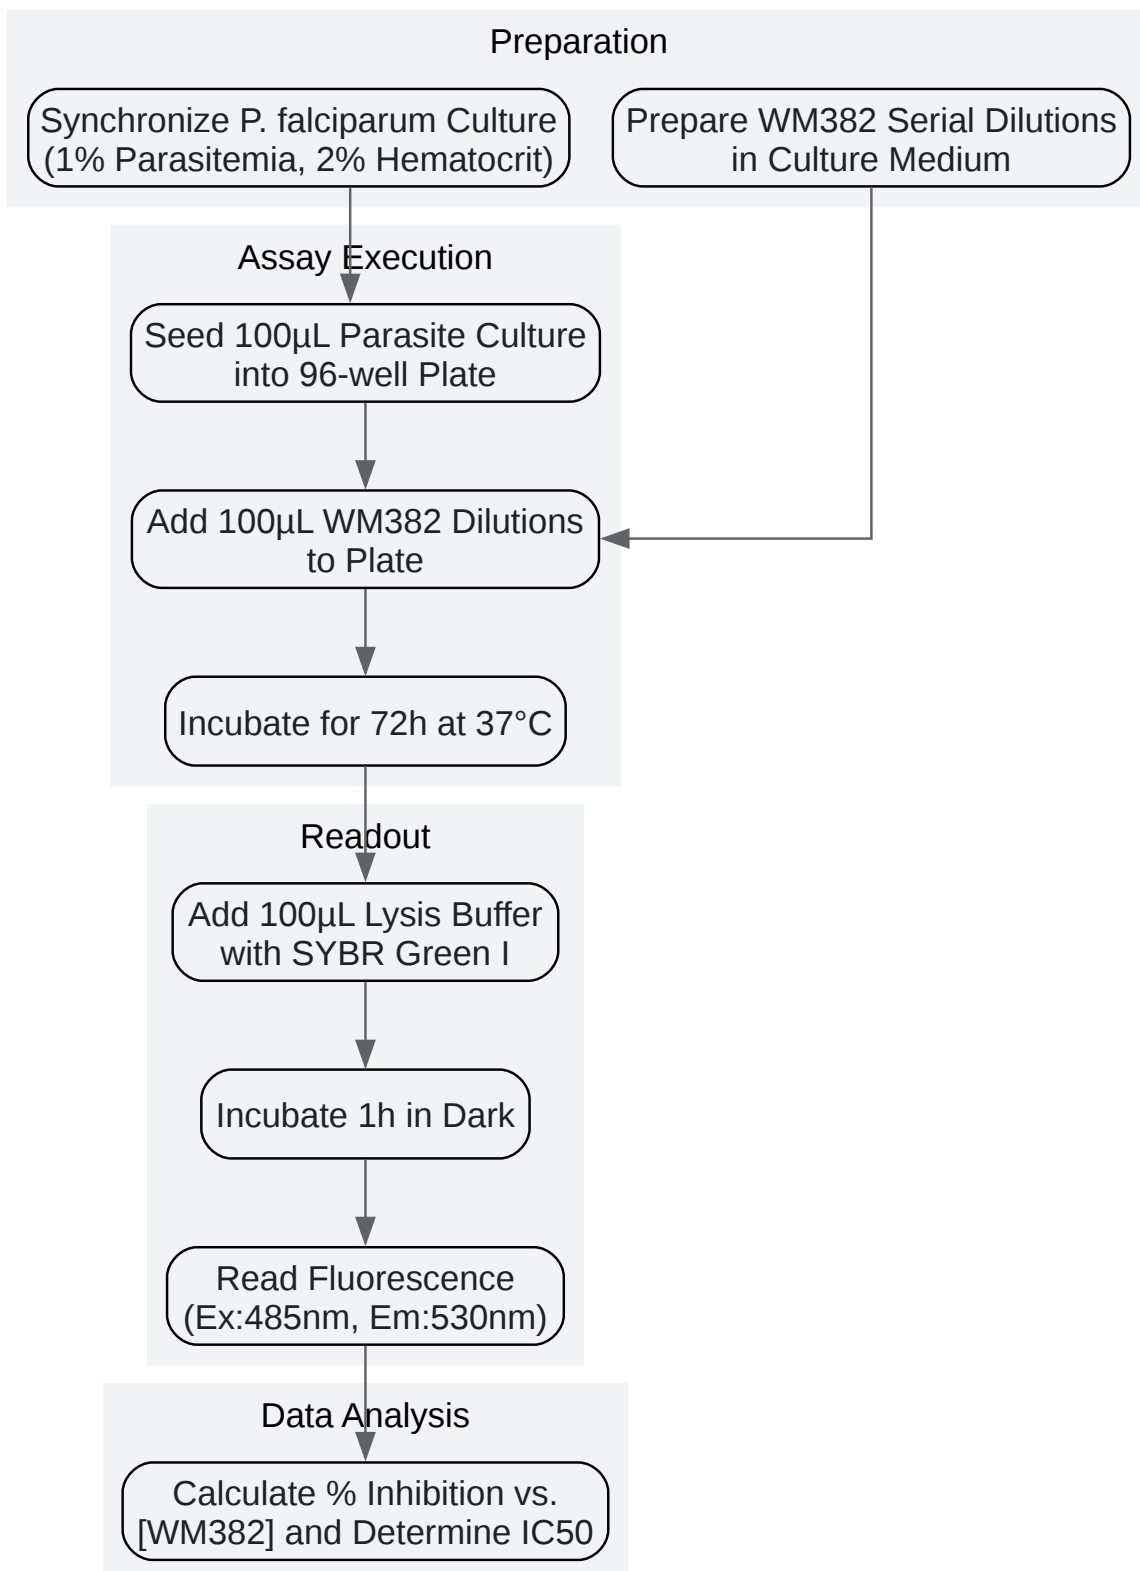 Preparation
Synchronize P. falciparum Culture
(1% Parasitemia, 2% Hematocrit)
Prepare WM382 Serial Dilutions
in Culture Medium
Assay Execution
Seed 100µL Parasite Culture
into 96-well Plate
Add 100µL WM382 Dilutions
to Plate
Incubate for 72h at 37°C
Readout
Add 100µL Lysis Buffer
with SYBR Green I
Incubate 1h in Dark
Read Fluorescence
(Ex:485nm, Em:530nm)
Data Analysis
Calculate % Inhibition vs.
[WM382] and Determine IC50